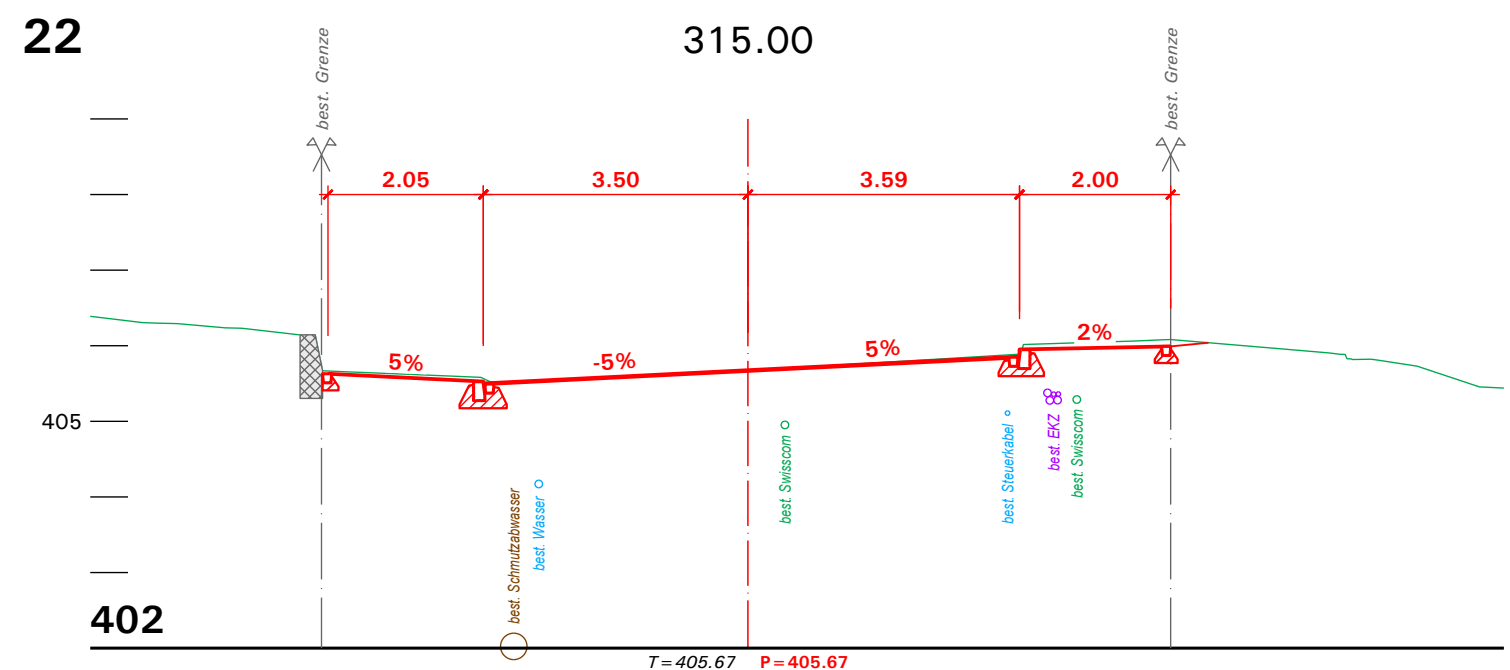 22
315.00
best. Grenze
best. Grenze
2.05
3.50
3.59
2.00
5%
-5%
5%
2%
405
best. Schmutzabwasser
best. Wasser
best. Swisscom
best. Steuerkabel
best. EKZ
best. Swisscom
402
T=405.67 P=405.67